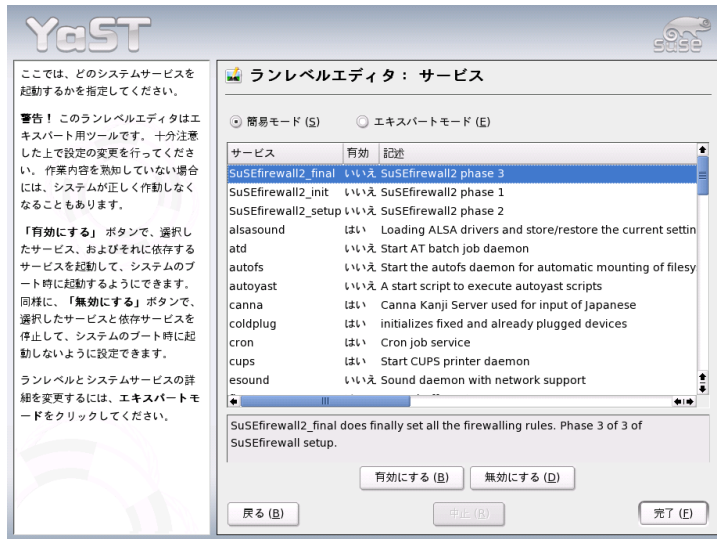 YaST
SuSE
ここでは、どのシステムサービスを
起動するかを指定してください。
警告！ このランレベルエディタはエ
キスパート用ツールです。 十分注意
した上で設定の変更を行ってくださ
い。 作業内容を熟知していない場合
には、システムが正しく作動しなく
なることもあります。
「有効にする」 ボタンで、選択し
たサービス、およびそれに依存する
サービスを起動して、システムのブ
ート時に起動するようにできます。
同様に、「無効にする」ボタンで、
選択したサービスと依存サービスを
停止して、システムのブート時に起
動しないように設定できます。
ランレベルとシステムサービスの詳
細を変更するには、エキスパートモ
ードをクリックしてください。
ランレベルエディタ： サービス
簡易モード (S) エキスパートモード (E)
サービス 有効 記述
SuSEfirewall2_final いいえ SuSEfirewall2 phase 3
SuSEfirewall2_init いいえ SuSEfirewall2 phase 1
SuSEfirewall2_setup いいえ SuSEfirewall2 phase 2
alsasound はい Loading ALSA drivers and store/restore the current settin
atd いいえ Start AT batch job daemon
autofs いいえ Start the autofs daemon for automatic mounting of filesy
autoyast いいえ A start script to execute autoyast scripts
canna はい Canna Kanji Server used for input of Japanese
coldplug はい initializes fixed and already plugged devices
cron はい Cron job service
cups はい Start CUPS printer daemon
esound いいえ Sound daemon with network support
SuSEfirewall2_final does finally set all the firewalling rules. Phase 3 of 3 of
SuSEfirewall setup.
有効にする (B) 無効にする (D)
戻る (B) 中止 (R) 完了 (F)